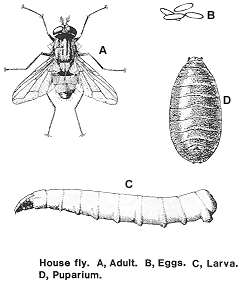 A
B
D
C
House fly. A, Adult. B, Eggs. C, Larva.
D, Puparium.